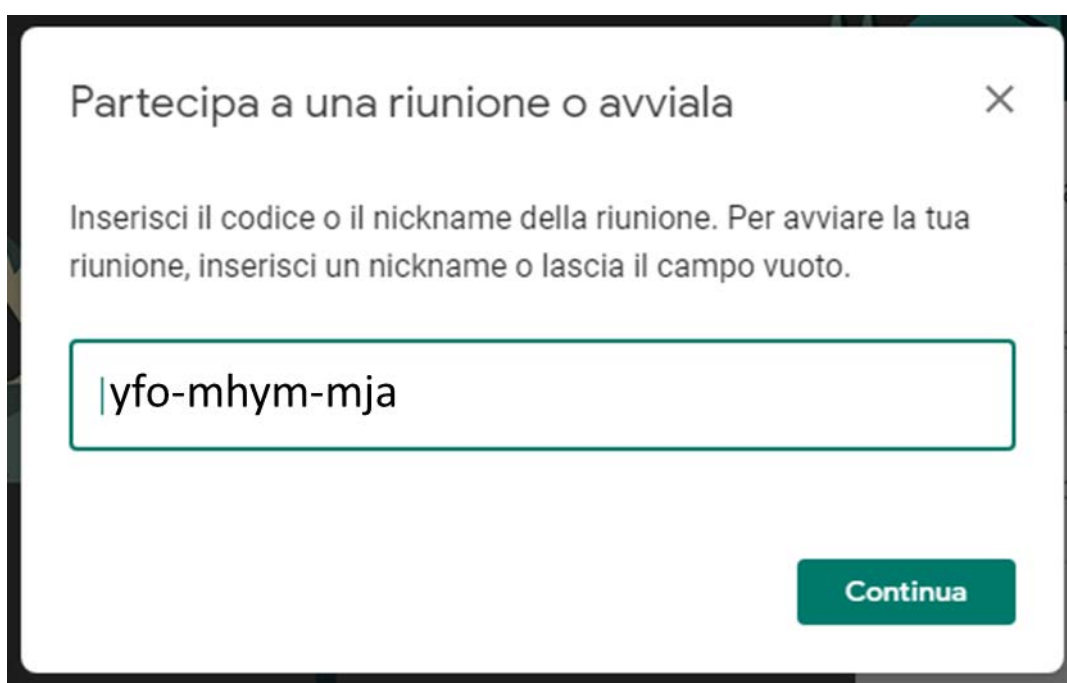 Partecipa a una riunione o avviala
Inserisci il codice o il nickname della riunione. Per avviare la tua
riunione, inserisci un nickname o lascia il campo vuoto.
yfo-mhym-mja
Continua